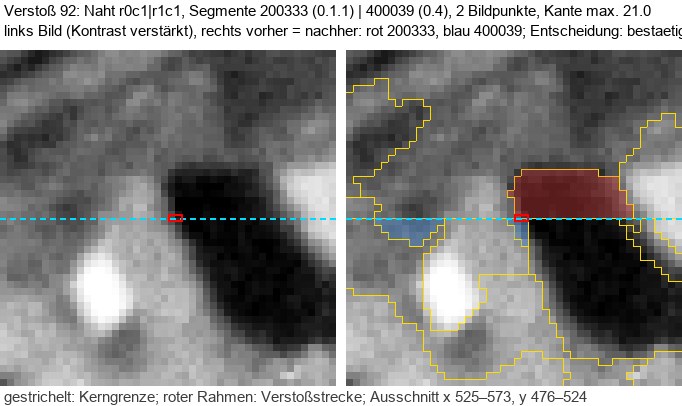 Verstoß 92: Naht r0c1|r1c1, Segmente 200333 (0.1.1) | 400039 (0.4), 2 Bildpunkte, Kante max. 21.0
links Bild (Kontrast verstärkt), rechts vorher = nachher: rot 200333, blau 400039; Entscheidung: bestaetig
gestrichelt: Kerngrenze; roter Rahmen: Verstoßstrecke; Ausschnitt x 525–573, y 476–524